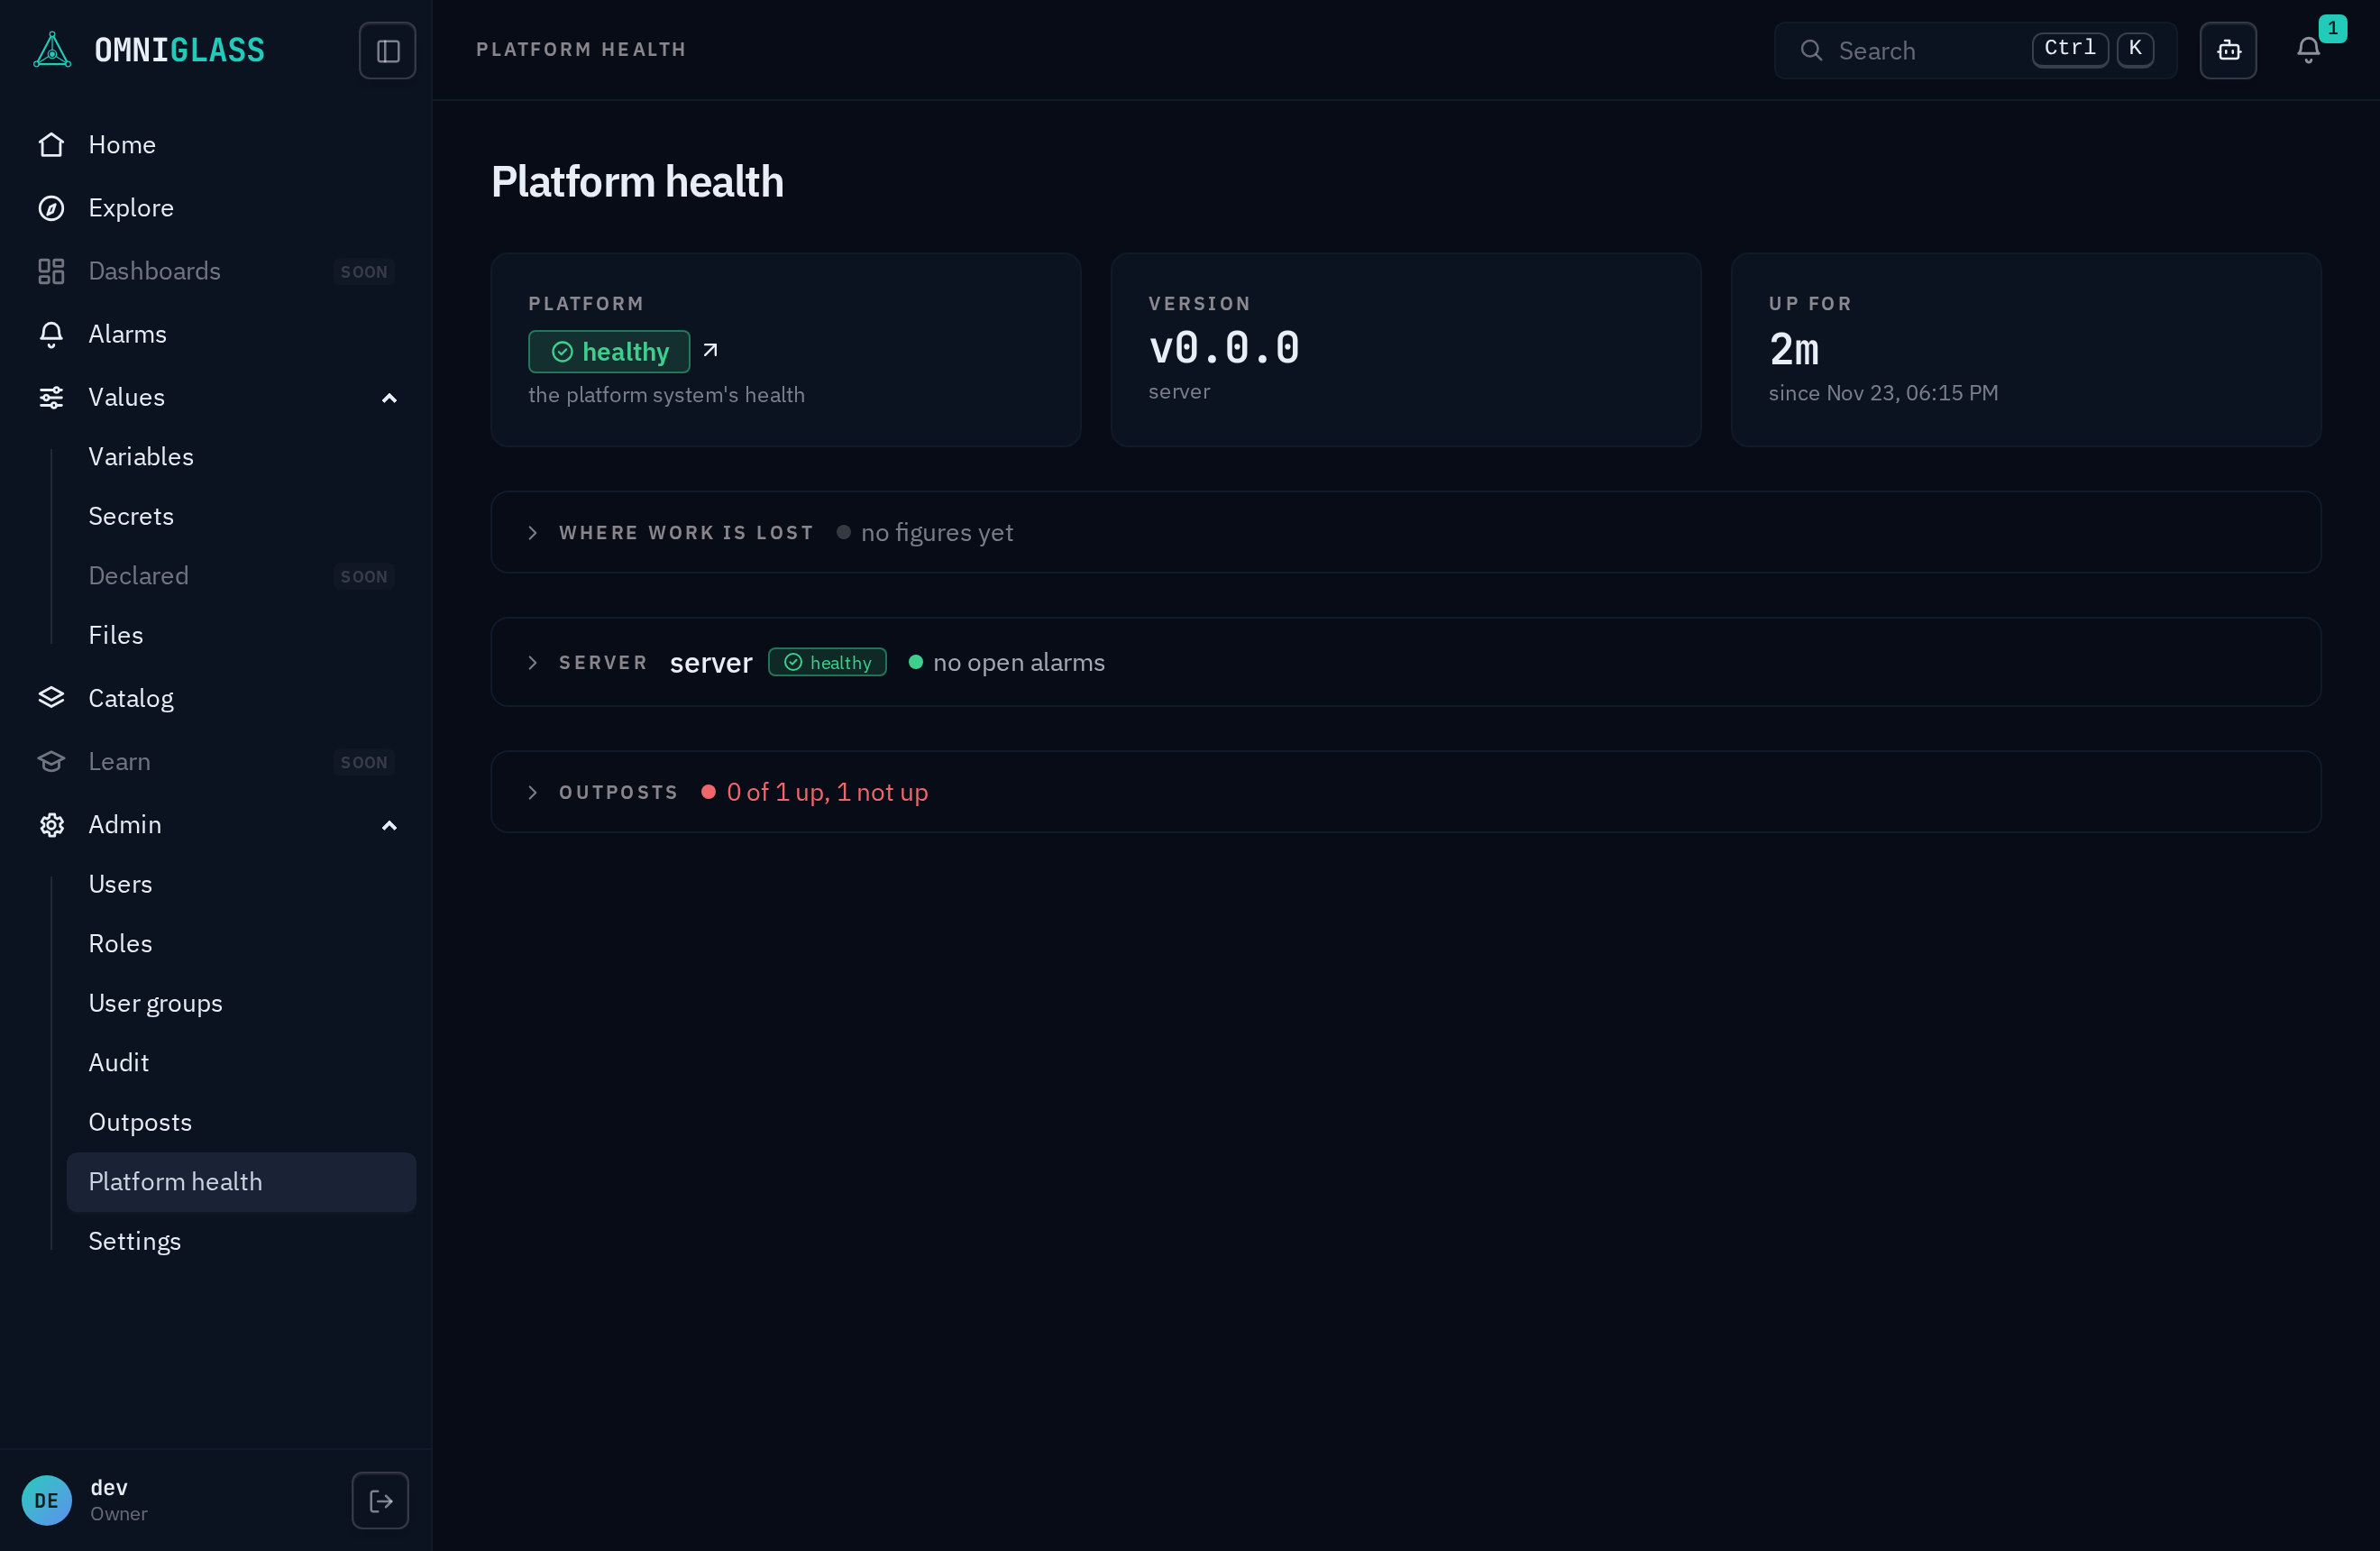 OMNIGLASS
Home
Explore
Dashboards SOON
Alarms
Values
Variables
Secrets
Declared SOON
Files
Catalog
Learn SOON
Admin
Users
Roles
User groups
Audit
Outposts
Platform health
Settings
DE dev
Owner
PLATFORM HEALTH
Search Ctrl K
1
Platform health
PLATFORM
healthy
the platform system's health
VERSION
v0.0.0
server
UP FOR
2m
since Nov 23, 06:15 PM
WHERE WORK IS LOST no figures yet
SERVER server healthy no open alarms
OUTPOSTS 0 of 1 up, 1 not up